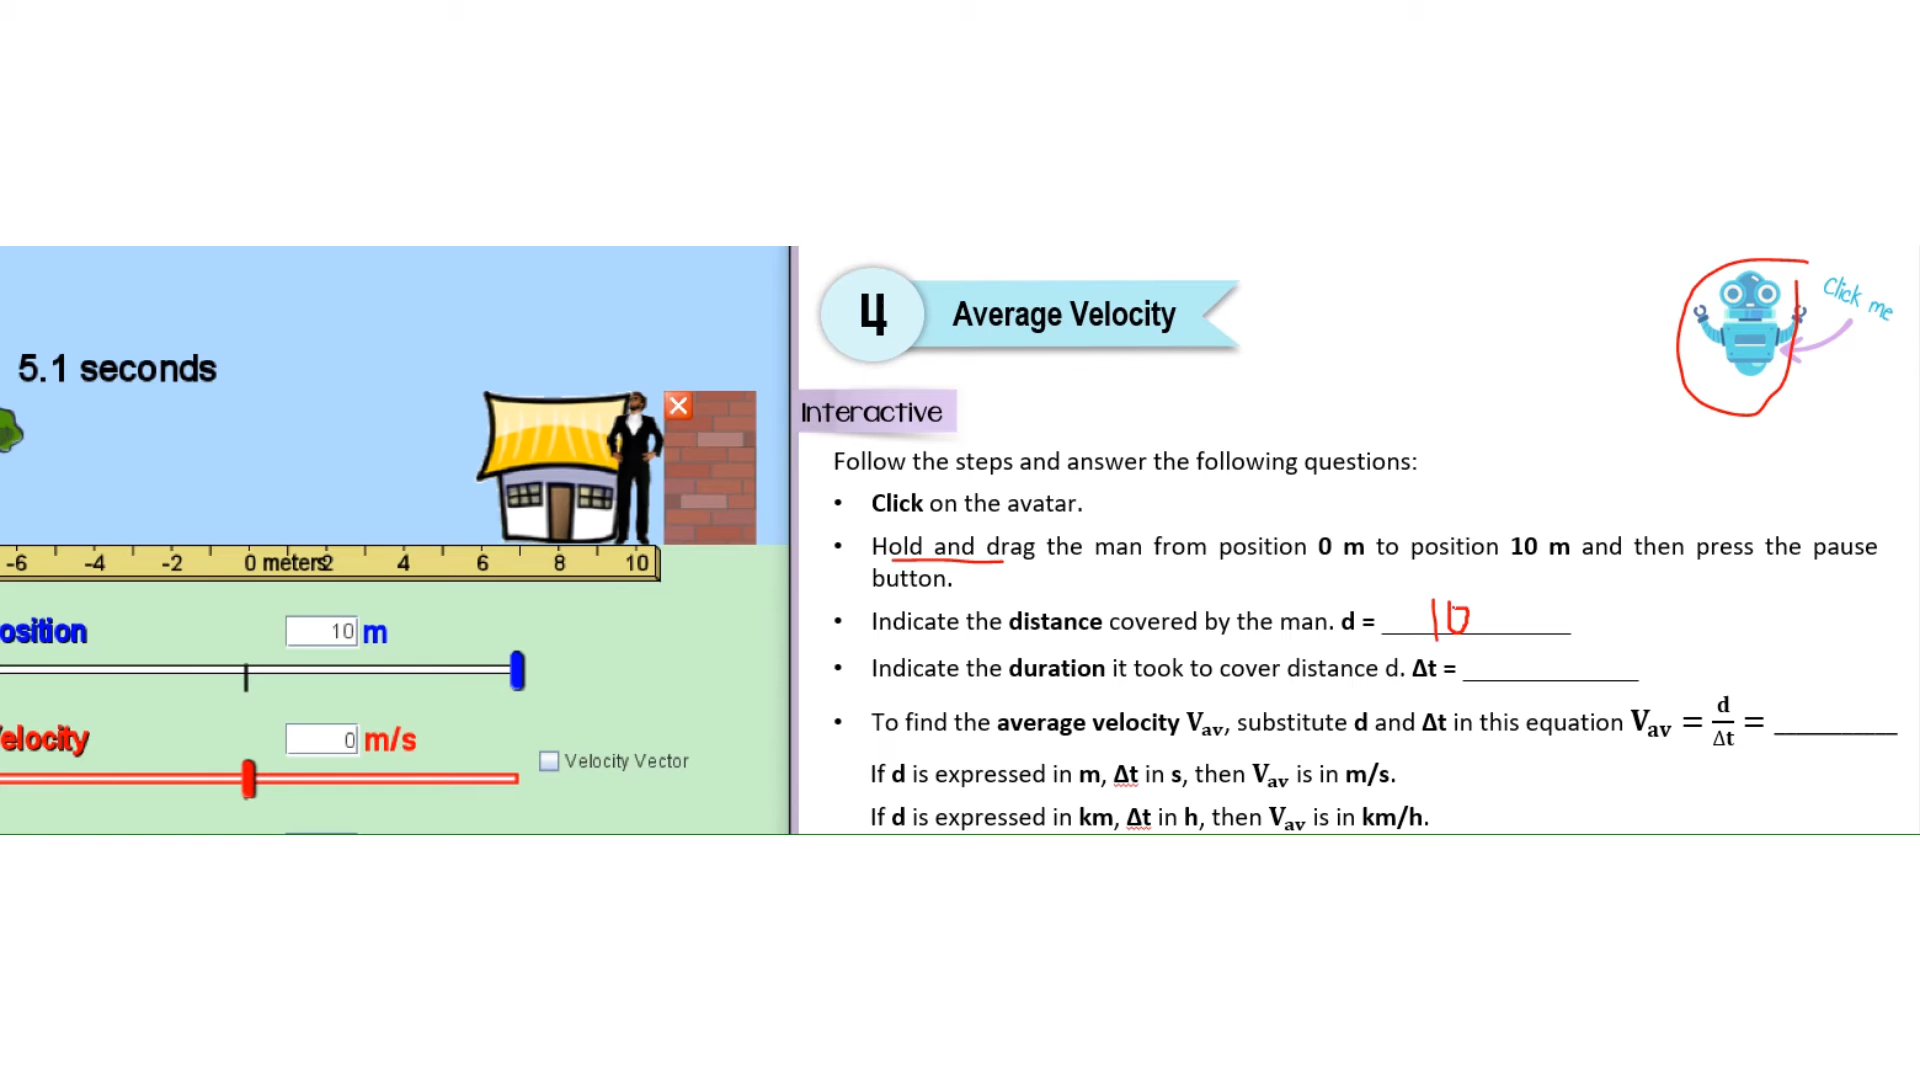 5.1 seconds
-6 -4 -2 0 meters 2 4 6 8 10
osition 10 m
elocity 0 m/s
Velocity Vector
4 Average Velocity
Click me
Interactive
Follow the steps and answer the following questions:
• Click on the avatar.
• Hold and drag the man from position 0 m to position 10 m and then press the pause
button.
• Indicate the distance covered by the man. d = 10
• Indicate the duration it took to cover distance d. Δt = ____________
• To find the average velocity Vav, substitute d and Δt in this equation Vav = d/Δt = ________
If d is expressed in m, Δt in s, then Vav is in m/s.
If d is expressed in km, Δt in h, then Vav is in km/h.